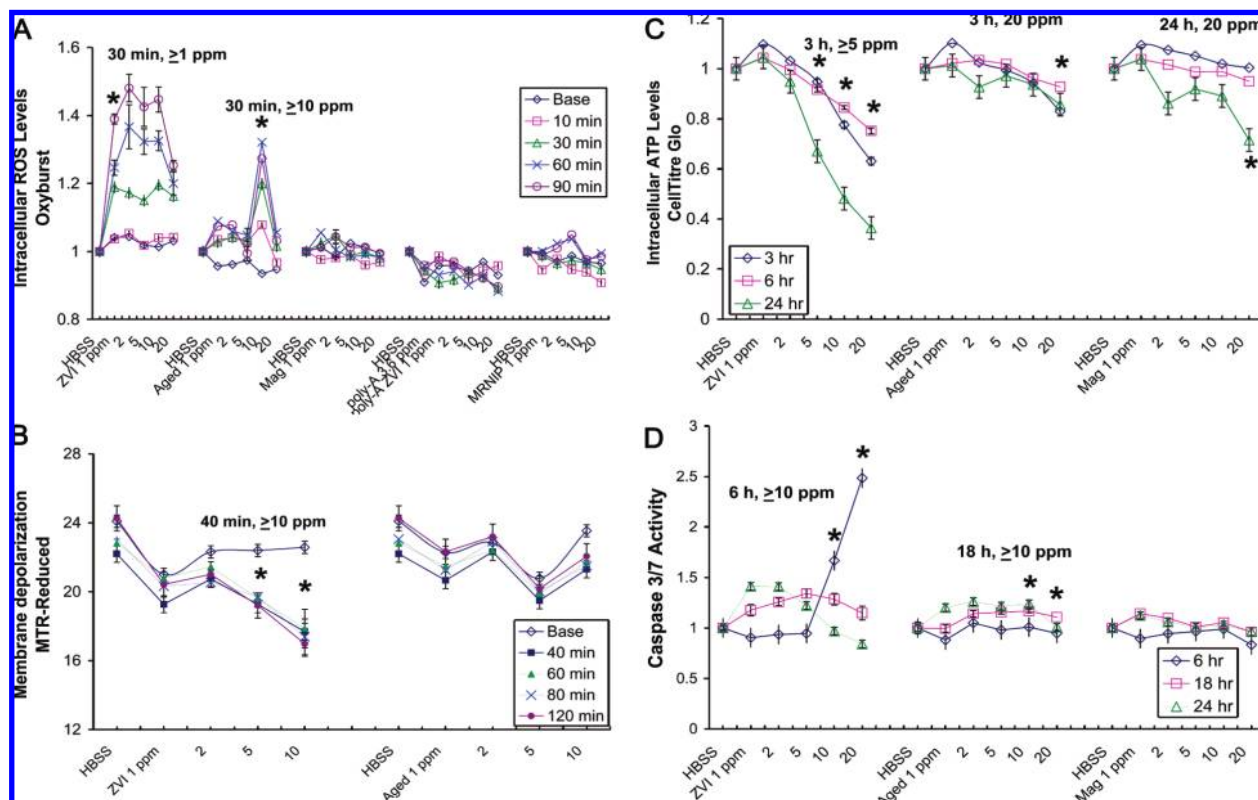 A
Intracellular ROS Levels
Oxyburst
1.6
1.4
1.2
1
0.8
30 min, ≥1 ppm
*
30 min, ≥10 ppm
*
Base
10 min
30 min
60 min
90 min
HBSS
ZVI 1 ppm
2
5
10
20
HBSS
Aged 1 ppm
2
5
10
20
HBSS
Mag 1 ppm
2
5
10
20
HBSS
poly-A 3.5 ppm
poly-A ZVI 1 ppm
2
5
10
20
HBSS
MRNIP 1 ppm
2
5
10
20
B
Membrane depolarization
MTR-Reduced
28
24
20
16
12
40 min, ≥10 ppm
*
*
Base
40 min
60 min
80 min
120 min
HBSS
ZVI 1 ppm
2
5
10
HBSS
Aged 1 ppm
2
5
10
C
Intracellular ATP Levels
CellTitre Glo
1.2
1
0.8
0.6
0.4
0.2
0
3 h, ≥5 ppm
*
*
*
3 h, 20 ppm
*
24 h, 20 ppm
*
3 hr
6 hr
24 hr
HBSS
ZVI 1 ppm
2
5
10
20
HBSS
Aged 1 ppm
2
5
10
20
HBSS
Mag 1 ppm
2
5
10
20
D
Caspase 3/7 Activity
3
2.5
2
1.5
1
0.5
0
6 h, ≥10 ppm
*
*
18 h, ≥10 ppm
*
*
6 hr
18 hr
24 hr
HBSS
ZVI 1 ppm
2
5
10
20
HBSS
Aged 1 ppm
2
5
10
20
HBSS
Mag 1 ppm
2
5
10
20